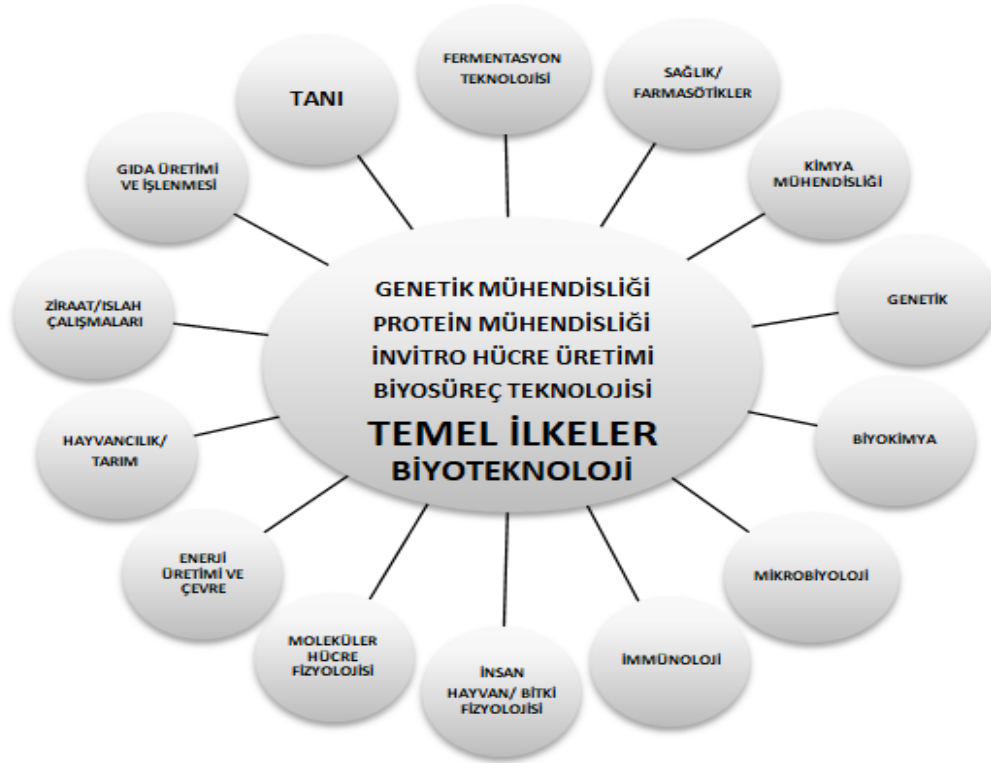 FERMENTASYON
TEKNOLOJİSİ
SAĞLIK/
FARMASÖTİKLER
TANI
KİMYA
MÜHENDİSLİĞİ
GIDA ÜRETİMİ
VE İŞLENMESİ
GENETİK
ZİRAAT/ISLAH
ÇALIŞMALARI
GENETİK MÜHENDİSLİĞİ
PROTEİN MÜHENDİSLİĞİ
İNVİTRO HÜCRE ÜRETİMİ
BİYOSÜREÇ TEKNOLOJİSİ
TEMEL İLKELER
BİYOTEKNOLOJİ
HAYVANCILIK/
TARIM
BİYOKİMYA
ENERJİ
ÜRETİMİ VE
ÇEVRE
MİKROBİYOLOJİ
MOLEKÜLER
HÜCRE
FİZYOLOJİSİ
İNSAN
HAYVAN/ BİTKİ
FİZYOLOJİSİ
İMMÜNOLOJİ